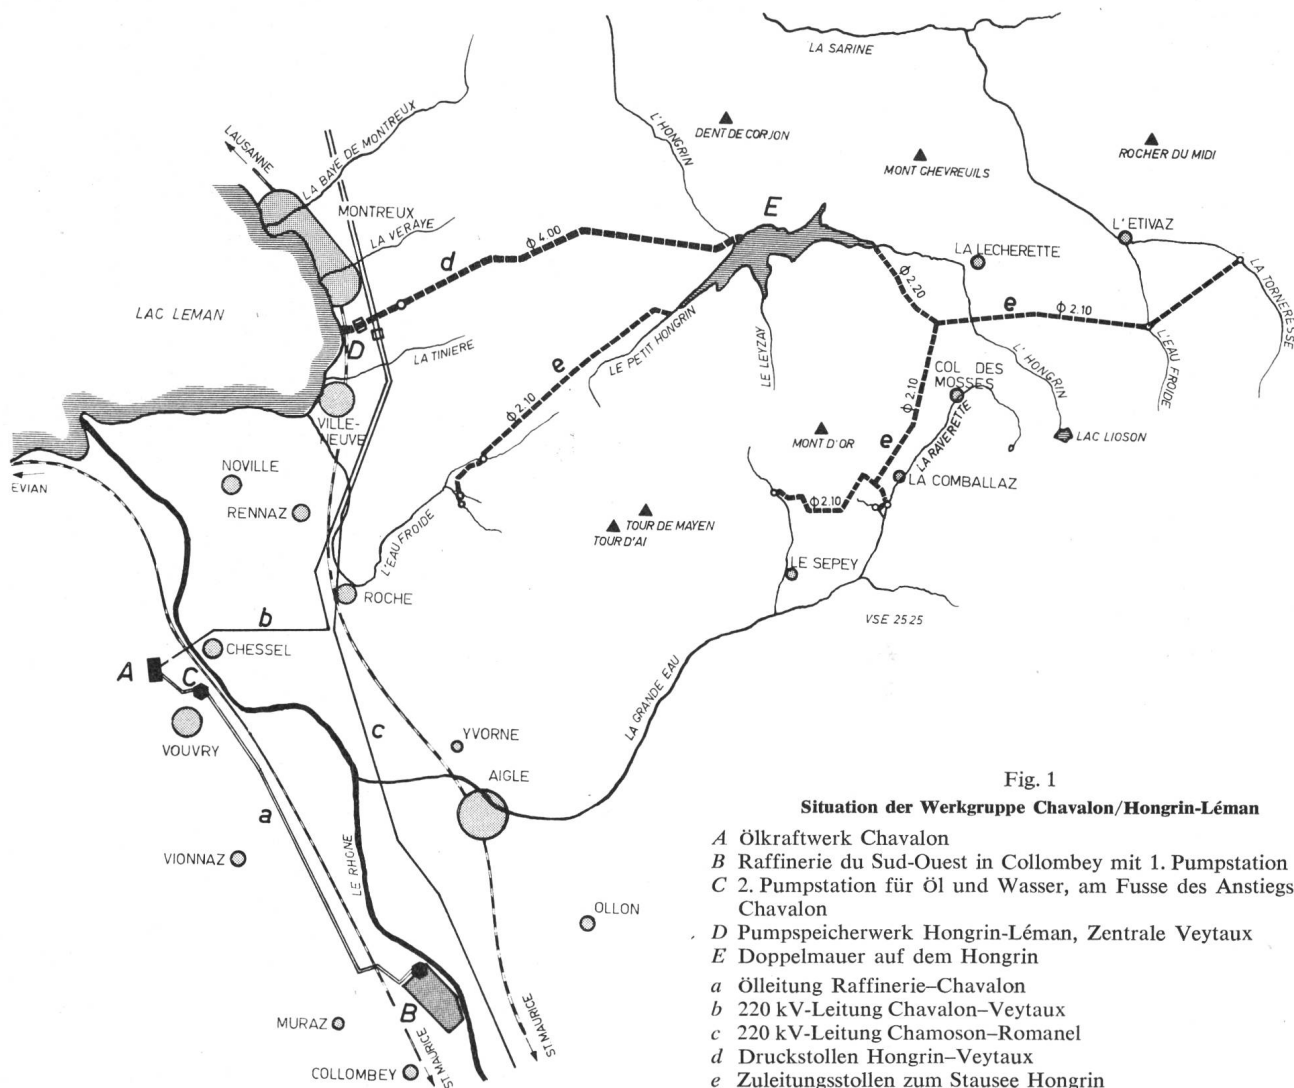 LA SARINE
L'HONGRIN
DENT DE CORJON
ROCHER DU MIDI
MONT CHEVREUILS
LAUSANNE
LA BAYE DE MONTREUX
MONTREUX
LA VERAYE
E
L'ETIVAZ
LA LECHERETTE
Φ 4.00
d
Φ 2.20
LA TORNERESSE
LAC LEMAN
D
LA TINIERE
LE PETIT HONGRIN
LE LEYZAY
e
Φ 2.10
L'HONGRIN
L'EAU FROIDE
e
Φ 2.10
COL DES
MOSSES
Φ 2.10
VILLE-
NEUVE
MONT D'OR
e
LA RAVERETTE
LAC LIOSON
NOVILLE
EVIAN
RENNAZ
LA COMBALLAZ
Φ 2.10
TOUR DE MAYEN
TOUR D'AI
L'EAU FROIDE
LE SEPEY
ROCHE
VSE 2525
b
CHESSEL
A
C
LA GRANDE EAU
VOUVRY
c
YVORNE
AIGLE
a
VIONNAZ
LE RHONE
OLLON
B
MURAZ
ST MAURICE
ST MAURICE
COLLOMBEY
Fig. 1
Situation der Werkgruppe Chavalon/Hongrin-Léman
A Ölkraftwerk Chavalon
B Raffinerie du Sud-Ouest in Collombey mit 1. Pumpstation
C 2. Pumpstation für Öl und Wasser, am Fusse des Anstiegs
Chavalon
D Pumpspeicherwerk Hongrin-Léman, Zentrale Veytaux
E Doppelmauer auf dem Hongrin
a Ölleitung Raffinerie–Chavalon
b 220 kV-Leitung Chavalon–Veytaux
c 220 kV-Leitung Chamoson–Romanel
d Druckstollen Hongrin–Veytaux
e Zuleitungsstollen zum Stausee Hongrin